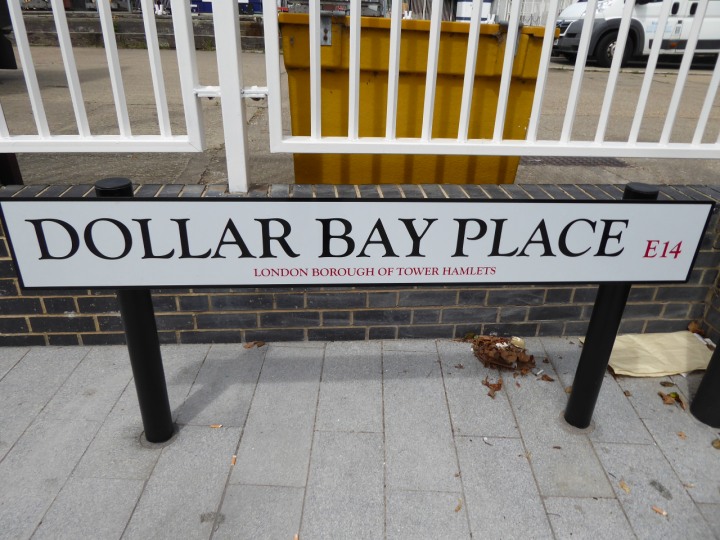 DOLLAR BAY PLACE E14
LONDON BOROUGH OF TOWER HAMLETS